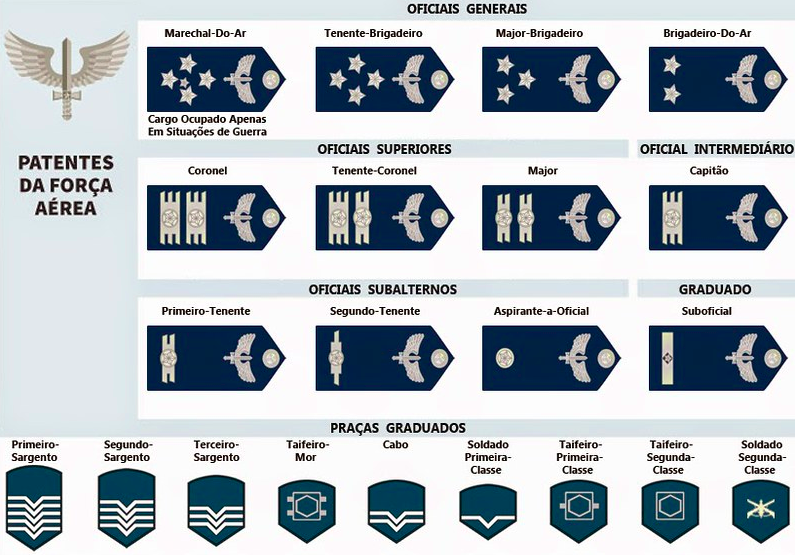 OFICIAIS GENERAIS
Marechal-Do-Ar
Tenente-Brigadeiro
Major-Brigadeiro
Brigadeiro-Do-Ar
Cargo Ocupado Apenas
Em Situações de Guerra
PATENTES
DA FORÇA
AÉREA
OFICIAIS SUPERIORES
OFICIAL INTERMEDIÁRIO
Coronel
Tenente-Coronel
Major
Capitão
OFICIAIS SUBALTERNOS
GRADUADO
Primeiro-Tenente
Segundo-Tenente
Aspirante-a-Oficial
Suboficial
PRAÇAS GRADUADOS
Primeiro-
Sargento
Segundo-
Sargento
Terceiro-
Sargento
Taifeiro-
Mor
Cabo
Soldado
Primeira-
Classe
Taifeiro-
Primeira-
Classe
Taifeiro-
Segunda-
Classe
Soldado
Segunda-
Classe